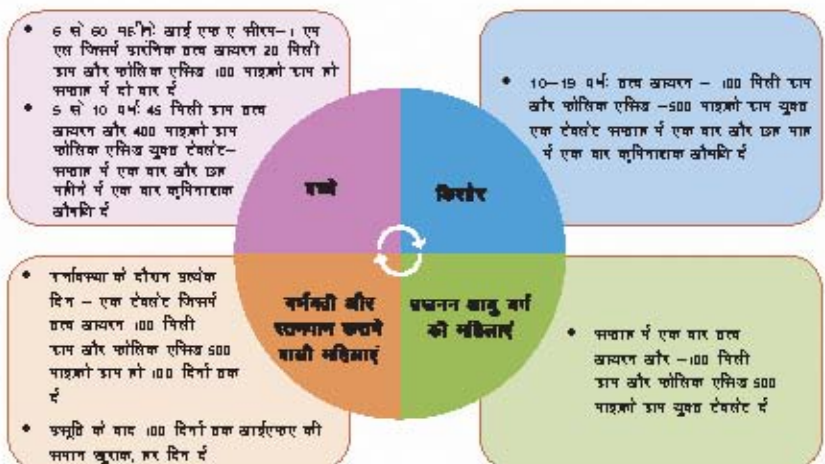 • 6 से 60 महीने: आई एफ ए सीरप–1 एम
एल जिसमें प्रारंभिक तत्व आयरन 20 मिली
ग्राम और फोलिक एसिड 100 माइक्रो ग्राम हो
सप्ताह में दो बार दें
• 5 से 10 वर्ष: 45 मिली ग्राम तत्व
आयरन और 400 माइक्रो ग्राम
फोलिक एसिड युक्त टेबलेट–
सप्ताह में एक बार और छह
महीने में एक बार कृमिनाशक
औषधि दें
बच्चे
• 10–19 वर्ष: तत्व आयरन – 100 मिली ग्राम
और फोलिक एसिड –500 माइक्रो ग्राम युक्त
एक टेबलेट सप्ताह में एक बार और छह माह
में एक बार कृमिनाशक औषधि दें
किशोर
• गर्भावस्था के दौरान प्रत्येक
दिन – एक टेबलेट जिसमें
तत्व आयरन 100 मिली
ग्राम और फोलिक एसिड 500
माइक्रो ग्राम हो 100 दिनों तक
दें
• प्रसूति के बाद 100 दिनों तक आईएफए की
समान खुराक, हर दिन दें
गर्भवती और
स्तनपान कराने
वाली महिलाएं
प्रजनन आयु वर्ग
की महिलाएं
• सप्ताह में एक बार तत्व
आयरन और –100 मिली
ग्राम और फोलिक एसिड 500
माइक्रो ग्राम युक्त टेबलेट दें